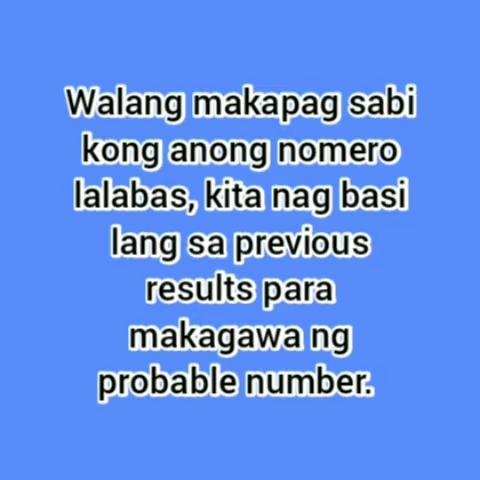 Walang makapag sabi
kong anong nomero
lalabas, kita nag basi
lang sa previous
results para
makagawa ng
probable number.